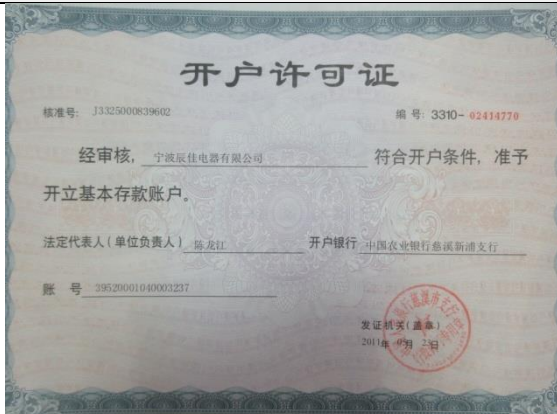 开户许可证
核准号: J3325000839602 编号: 3310-02414770
经审核, 宁波辰佳电器有限公司 符合开户条件, 准予
开立基本存款账户。
法定代表人(单位负责人) 陈龙江 开户银行 中国农业银行慈溪新浦支行
账 号 39520001040003237
发证机关(盖章)
2011年 月 23日